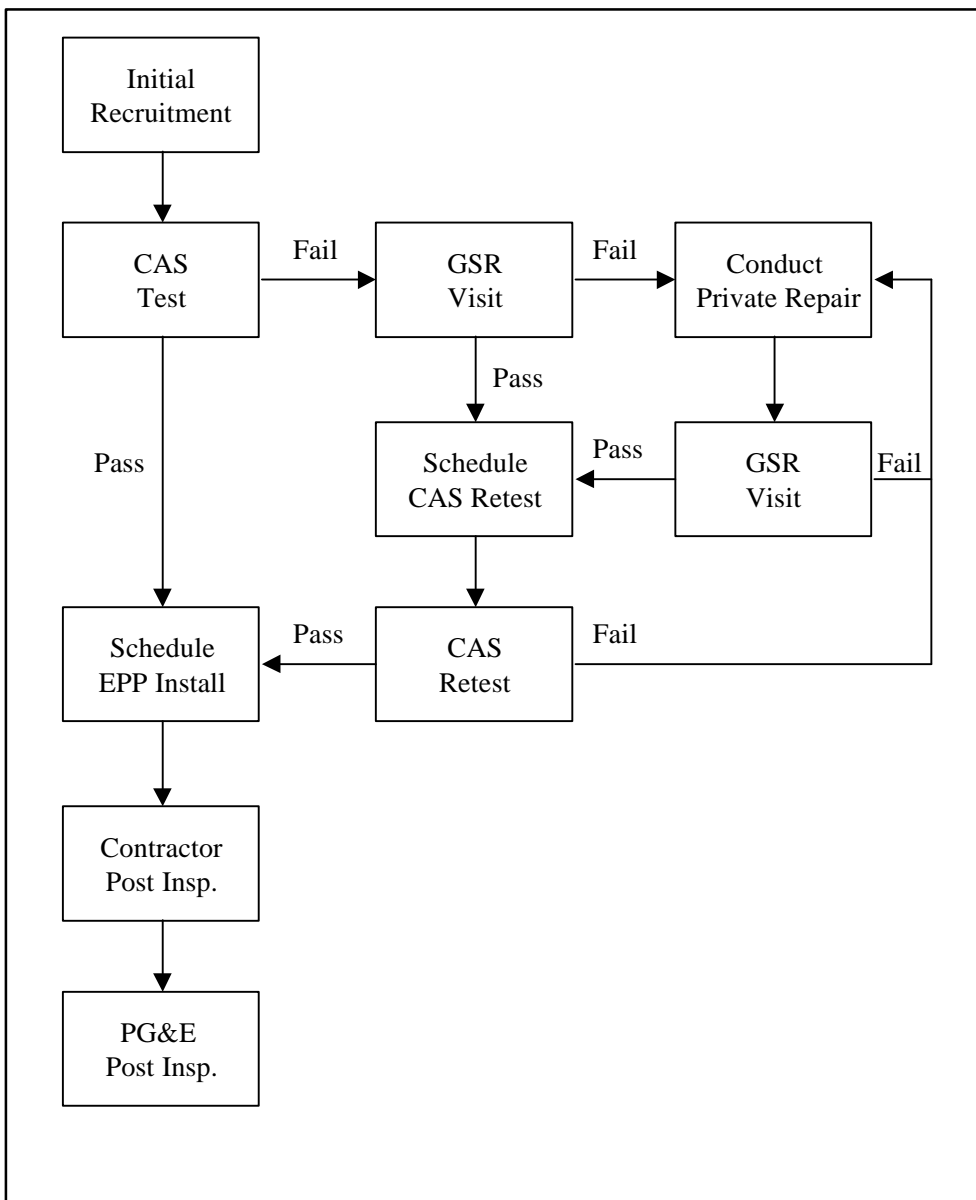 Initial
Recruitment
CAS
Test
Fail
GSR
Visit
Fail
Conduct
Private Repair
Pass
Pass
Schedule
CAS Retest
Pass
GSR
Visit
Fail
Schedule
EPP Install
Pass
CAS
Retest
Fail
Contractor
Post Insp.
PG&E
Post Insp.